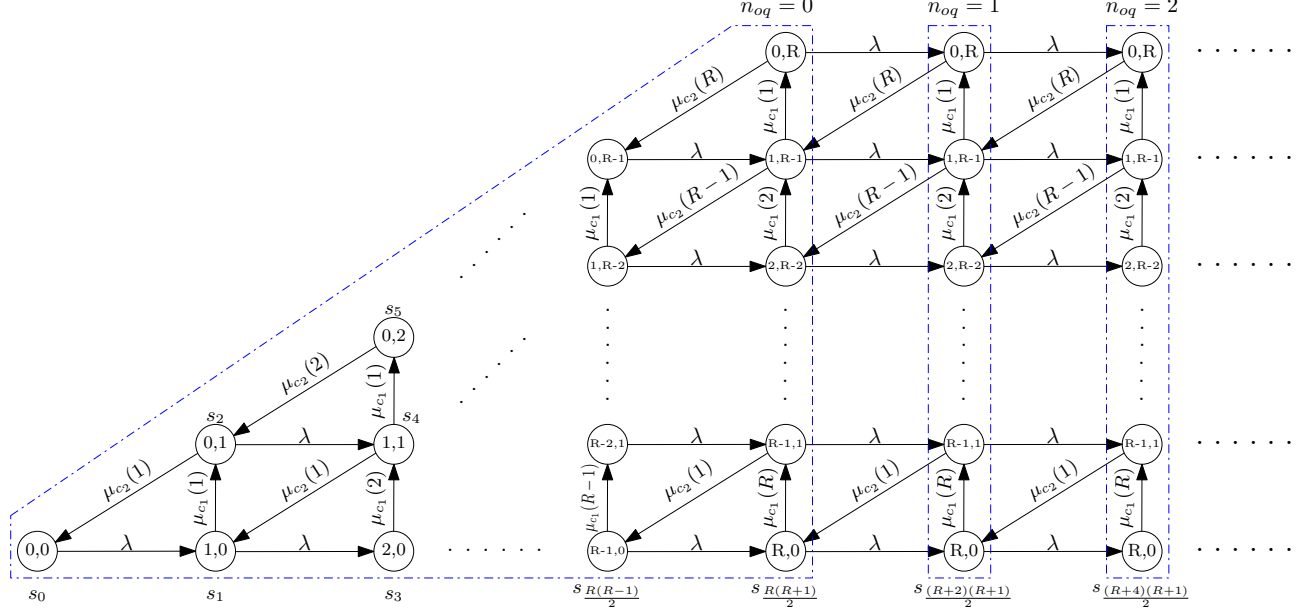 n_{oq} = 0 n_{oq} = 1 n_{oq} = 2
0,R λ 0,R λ 0,R · · · · · ·
μ_{c_2}(R) μ_{c_1}(1) μ_{c_2}(R) μ_{c_1}(1) μ_{c_2}(R) μ_{c_1}(1)
0,R-1 λ 1,R-1 λ 1,R-1 λ 1,R-1 · · · · · ·
μ_{c_1}(1) μ_{c_2}(R − 1) μ_{c_1}(2) μ_{c_2}(R − 1) μ_{c_1}(2) μ_{c_2}(R − 1) μ_{c_1}(2)
1,R-2 λ 2,R-2 λ 2,R-2 λ 2,R-2 · · · · · ·
s_5
0,2
μ_{c_2}(2) μ_{c_1}(1)
s_2 s_4
0,1 λ 1,1 R-2,1 λ R-1,1 λ R-1,1 λ R-1,1 · · · · · ·
μ_{c_2}(1) μ_{c_1}(1) μ_{c_2}(1) μ_{c_1}(2) μ_{c_1}(R − 1) μ_{c_2}(1) μ_{c_1}(R) μ_{c_2}(1) μ_{c_1}(R) μ_{c_2}(1) μ_{c_1}(R)
0,0 λ 1,0 λ 2,0 · · · · · · R-1,0 λ R,0 λ R,0 λ R,0 · · · · · ·
s_0 s_1 s_3 s_{\frac{R(R−1)}{2}} s_{\frac{R(R+1)}{2}} s_{\frac{(R+2)(R+1)}{2}} s_{\frac{(R+4)(R+1)}{2}}